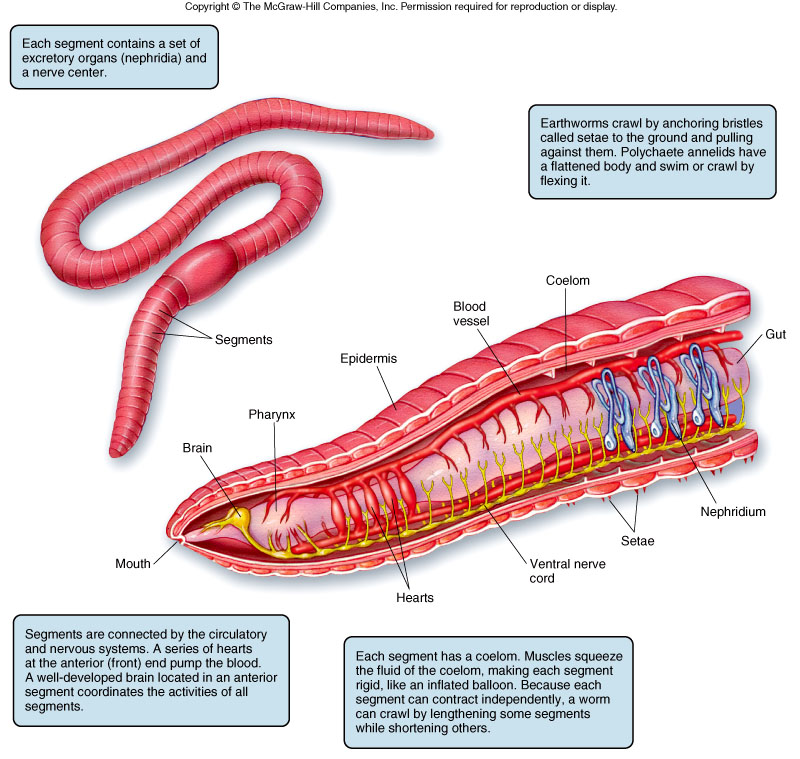 Copyright © The McGraw-Hill Companies, Inc. Permission required for reproduction or display.
Each segment contains a set of
excretory organs (nephridia) and
a nerve center.
Earthworms crawl by anchoring bristles
called setae to the ground and pulling
against them. Polychaete annelids have
a flattened body and swim or crawl by
flexing it.
Segments
Coelom
Blood
vessel
Gut
Epidermis
Pharynx
Brain
Nephridium
Setae
Mouth
Ventral nerve
cord
Hearts
Segments are connected by the circulatory
and nervous systems. A series of hearts
at the anterior (front) end pump the blood.
A well-developed brain located in an anterior
segment coordinates the activities of all
segments.
Each segment has a coelom. Muscles squeeze
the fluid of the coelom, making each segment
rigid, like an inflated balloon. Because each
segment can contract independently, a worm
can crawl by lengthening some segments
while shortening others.